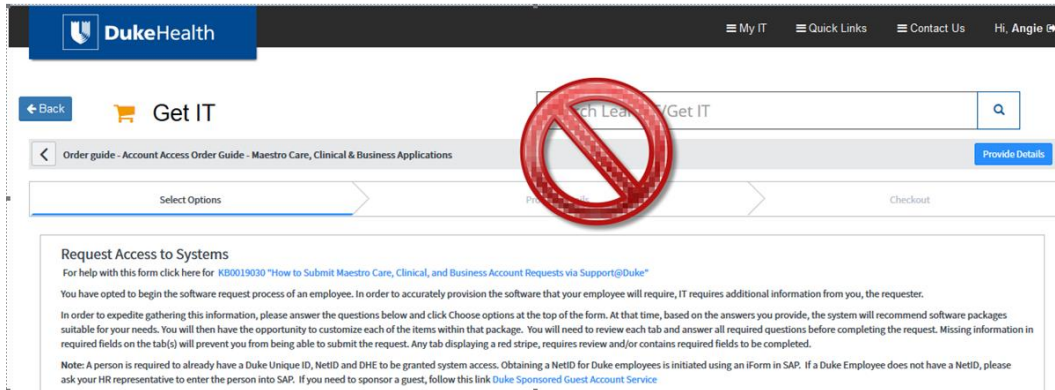 DukeHealth
My IT Quick Links Contact Us Hi, Angie
Back
Get IT
/Get IT
Order guide - Account Access Order Guide - Maestro Care, Clinical & Business Applications
Provide Details
Select Options
Checkout
Request Access to Systems
For help with this form click here for KB0019030 "How to Submit Maestro Care, Clinical, and Business Account Requests via Support@Duke"
You have opted to begin the software request process of an employee. In order to accurately provision the software that your employee will require, IT requires additional information from you, the requester.
In order to expedite gathering this information, please answer the questions below and click Choose options at the top of the form. At that time, based on the answers you provide, the system will recommend software packages
suitable for your needs. You will then have the opportunity to customize each of the items within that package. You will need to review each tab and answer all required questions before completing the request. Missing information in
required fields on the tab(s) will prevent you from being able to submit the request. Any tab displaying a red stripe, requires review and/or contains required fields to be completed.
Note: A person is required to already have a Duke Unique ID, NetID and DHE to be granted system access. Obtaining a NetID for Duke employees is initiated using an iForm in SAP. If a Duke Employee does not have a NetID, please
ask your HR representative to enter the person into SAP. If you need to sponsor a guest, follow this link Duke Sponsored Guest Account Service